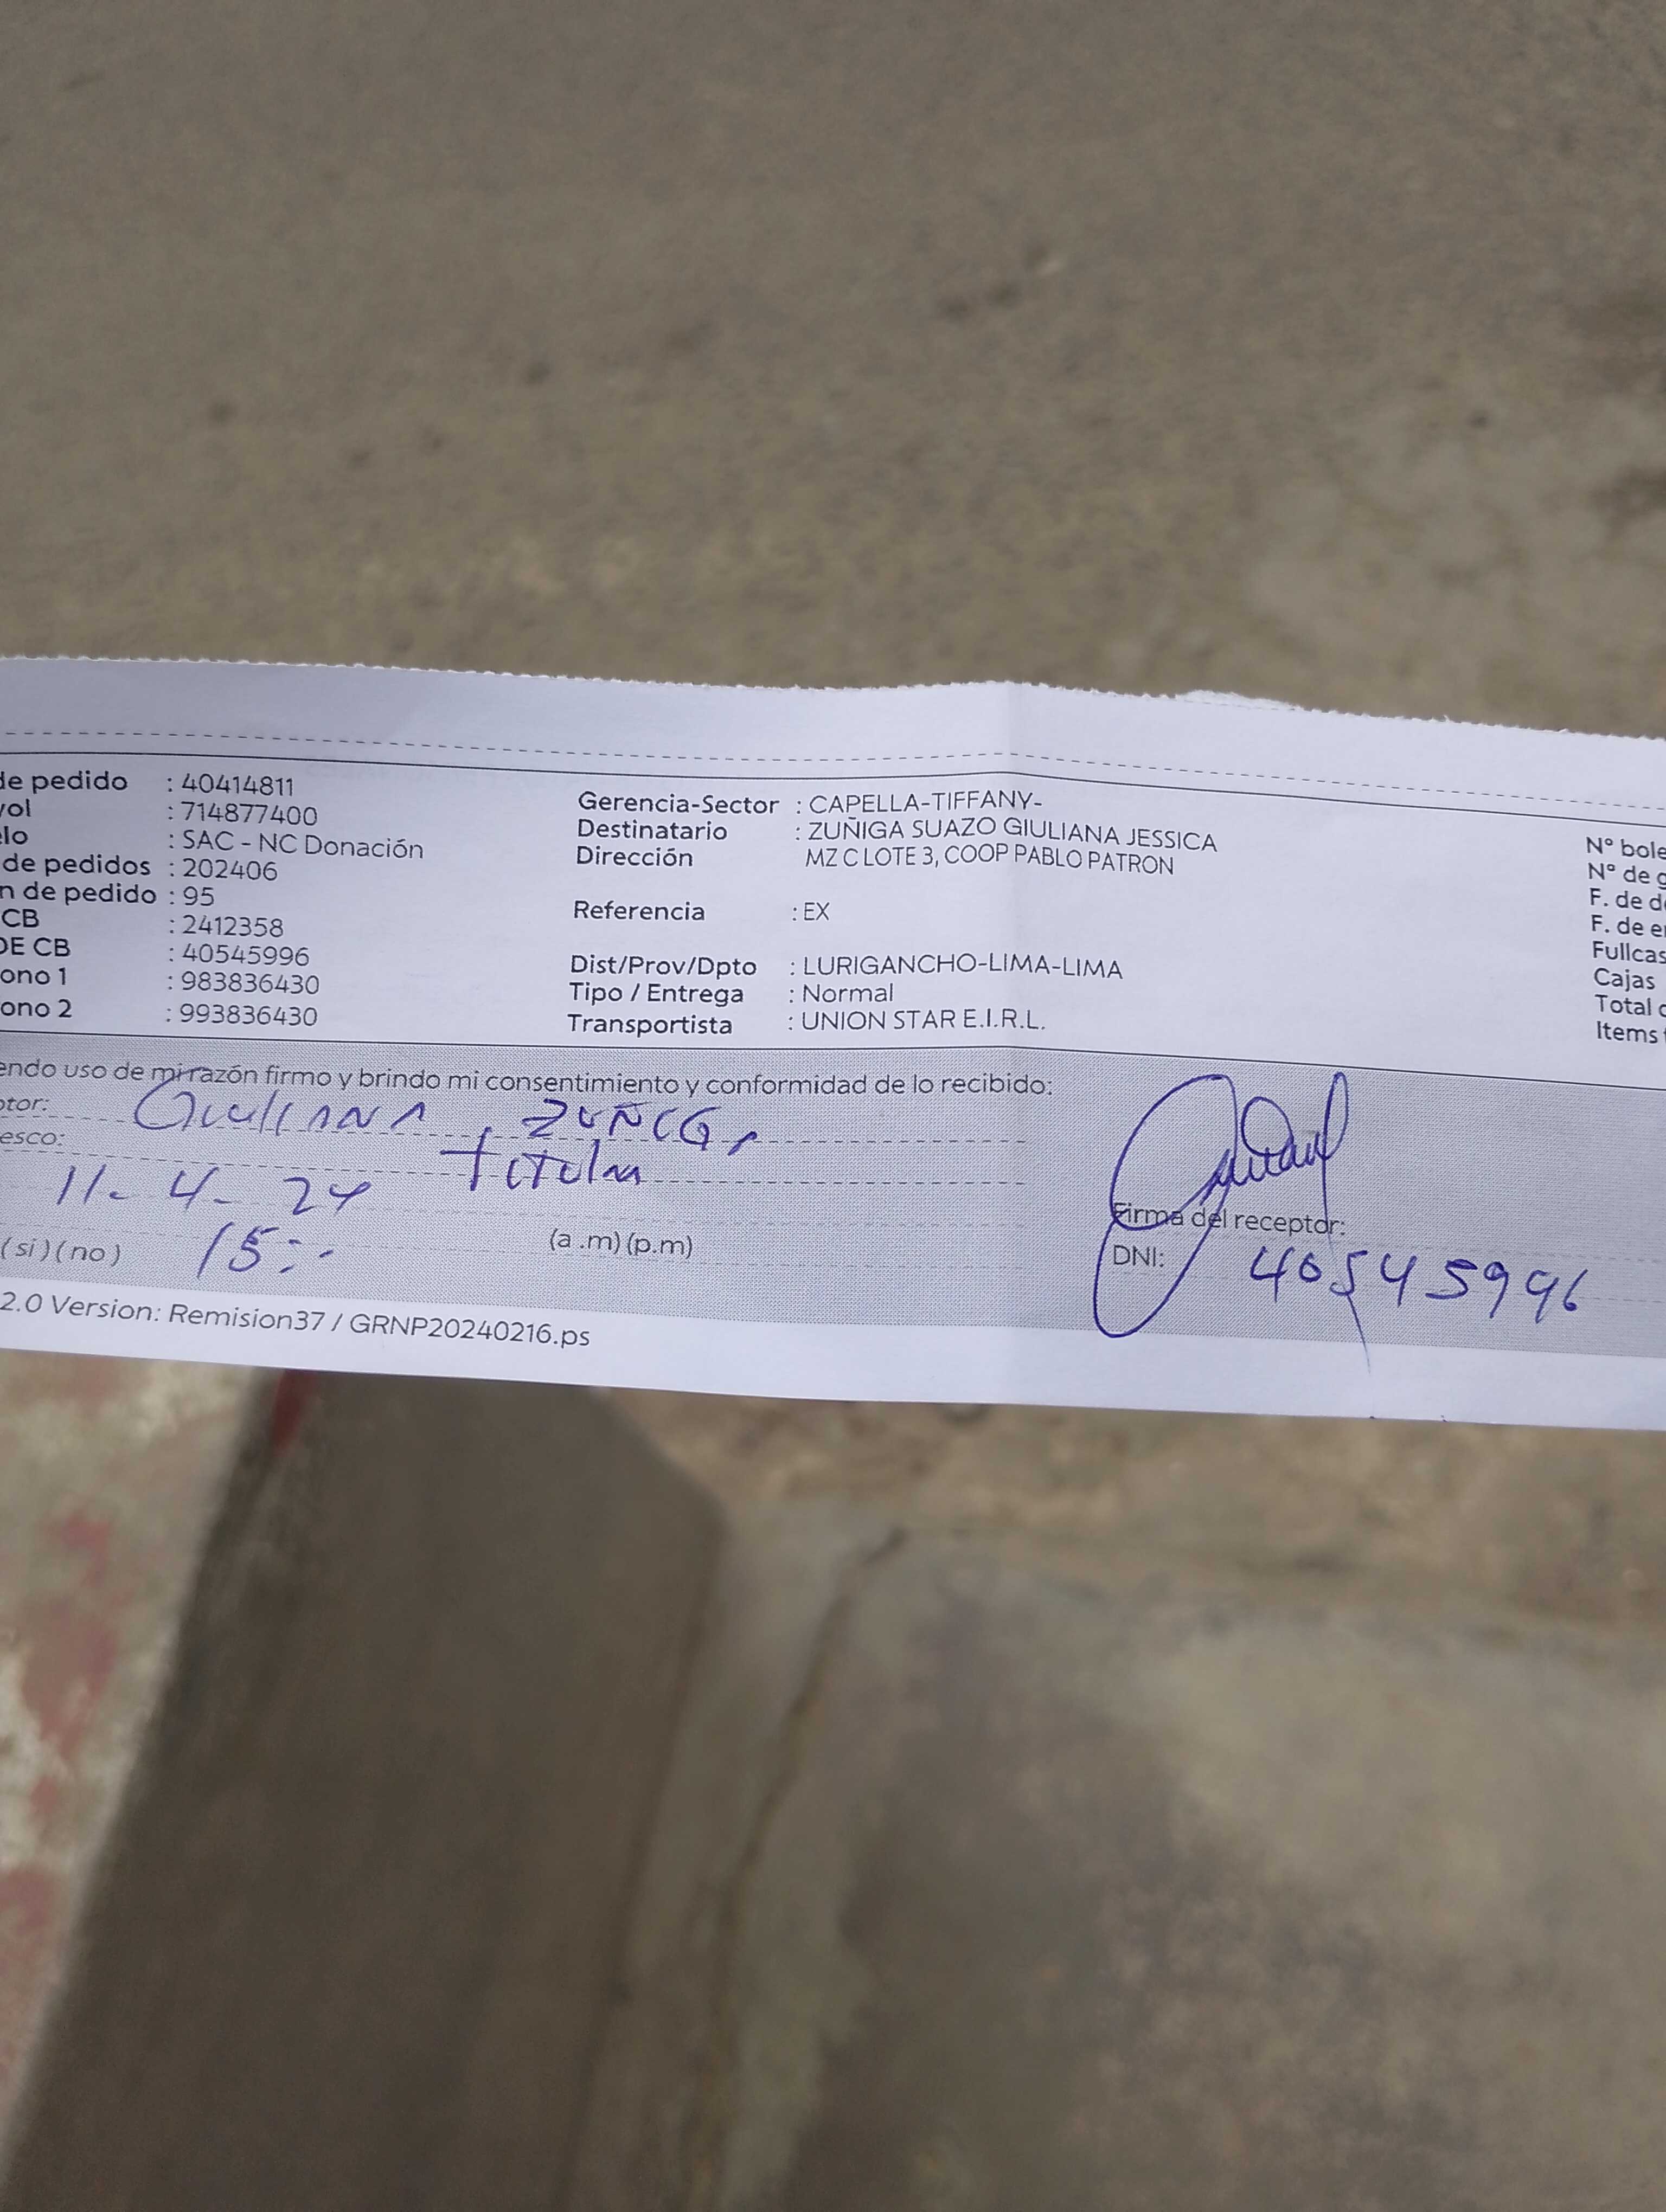 de pedido : 40414811
vol : 714877400
elo : SAC - NC Donación
de pedidos : 202406
n de pedido : 95
CB : 2412358
DE CB : 40545996
ono 1 : 983836430
ono 2 : 993836430
Gerencia-Sector : CAPELLA-TIFFANY-
Destinatario : ZUÑIGA SUAZO GIULIANA JESSICA
Dirección MZ C LOTE 3, COOP PABLO PATRON
Referencia : EX
Dist/Prov/Dpto : LURIGANCHO-LIMA-LIMA
Tipo / Entrega : Normal
Transportista : UNION STAR E.I.R.L.
N° bole
N° de g
F. de de
F. de en
Fullcas
Cajas
Total c
Items
endo uso de mi razón firmo y brindo mi consentimiento y conformidad de lo recibido:
ptor: Giuliana Zuñiga
esco: titular
11-4-24
(si) (no) 15:-- (a .m) (p.m)
Firma del receptor:
DNI: 40545996
2.0 Version: Remision37 / GRNP20240216.ps